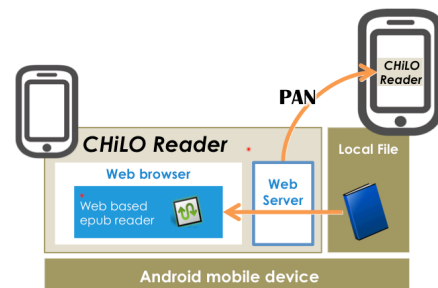 CHiLO
Reader
PAN
CHiLO Reader
Local File
Web browser
Web
Server
Web based
epub reader
Android mobile device